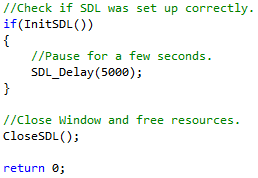 //Check if SDL was set up correctly.
if(InitSDL())
{
    //Pause for a few seconds.
    SDL_Delay(5000);
}

//Close Window and free resources.
CloseSDL();

return 0;